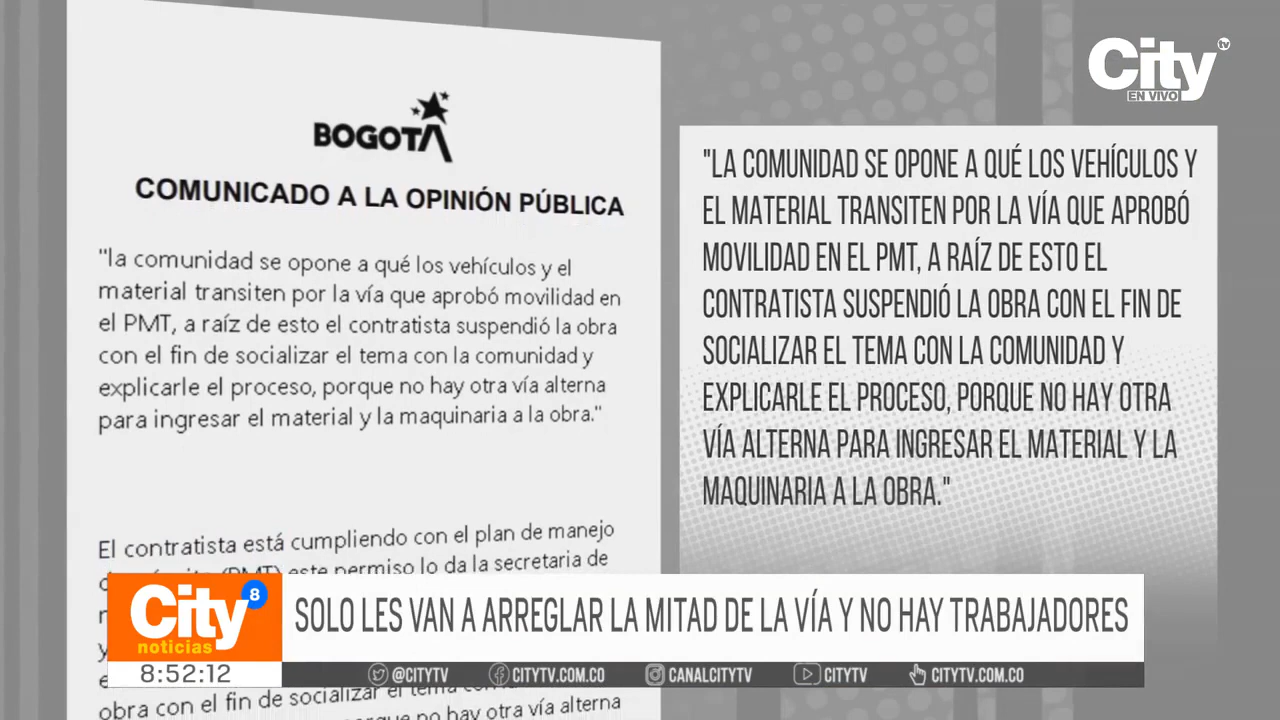 BOGOTÁ
COMUNICADO A LA OPINIÓN PÚBLICA
"la comunidad se opone a qué los vehículos y el
material transiten por la vía que aprobó movilidad en
el PMT, a raíz de esto el contratista suspendió la obra
con el fin de socializar el tema con la comunidad y
explicarle el proceso, porque no hay otra vía alterna
para ingresar el material y la maquinaria a la obra."
El contratista está cumpliendo con el plan de manejo
(PMT) este permiso lo da la secretaria de
obra con el fin de socializar el tema con
que no hay otra vía alterna
City tv
EN VIVO
"LA COMUNIDAD SE OPONE A QUÉ LOS VEHÍCULOS Y
EL MATERIAL TRANSITEN POR LA VÍA QUE APROBÓ
MOVILIDAD EN EL PMT, A RAÍZ DE ESTO EL
CONTRATISTA SUSPENDIÓ LA OBRA CON EL FIN DE
SOCIALIZAR EL TEMA CON LA COMUNIDAD Y
EXPLICARLE EL PROCESO, PORQUE NO HAY OTRA
VÍA ALTERNA PARA INGRESAR EL MATERIAL Y LA
MAQUINARIA A LA OBRA."
City 8
noticias
8:52:12
SOLO LES VAN A ARREGLAR LA MITAD DE LA VÍA Y NO HAY TRABAJADORES
@CITYTV CITYTV.COM.CO CANALCITYTV CITYTV CITYTV.COM.CO